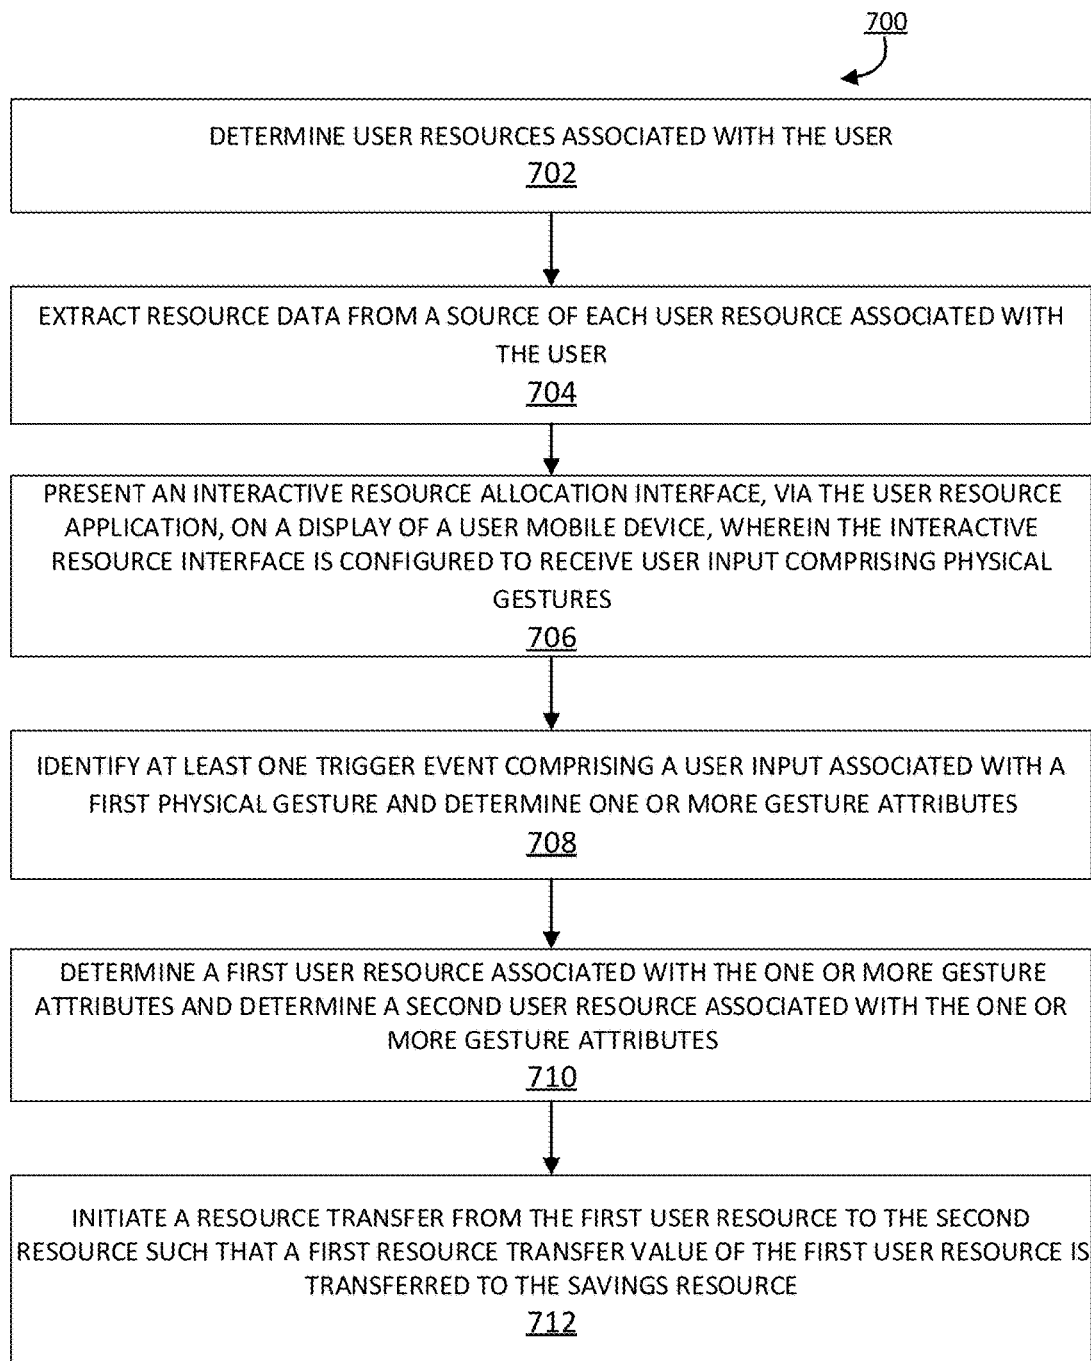 700
DETERMINE USER RESOURCES ASSOCIATED WITH THE USER
702
EXTRACT RESOURCE DATA FROM A SOURCE OF EACH USER RESOURCE ASSOCIATED WITH
THE USER
704
PRESENT AN INTERACTIVE RESOURCE ALLOCATION INTERFACE, VIA THE USER RESOURCE
APPLICATION, ON A DISPLAY OF A USER MOBILE DEVICE, WHEREIN THE INTERACTIVE
RESOURCE INTERFACE IS CONFIGURED TO RECEIVE USER INPUT COMPRISING PHYSICAL
GESTURES
706
IDENTIFY AT LEAST ONE TRIGGER EVENT COMPRISING A USER INPUT ASSOCIATED WITH A
FIRST PHYSICAL GESTURE AND DETERMINE ONE OR MORE GESTURE ATTRIBUTES
708
DETERMINE A FIRST USER RESOURCE ASSOCIATED WITH THE ONE OR MORE GESTURE
ATTRIBUTES AND DETERMINE A SECOND USER RESOURCE ASSOCIATED WITH THE ONE OR
MORE GESTURE ATTRIBUTES
710
INITIATE A RESOURCE TRANSFER FROM THE FIRST USER RESOURCE TO THE SECOND
RESOURCE SUCH THAT A FIRST RESOURCE TRANSFER VALUE OF THE FIRST USER RESOURCE IS
TRANSFERRED TO THE SAVINGS RESOURCE
712